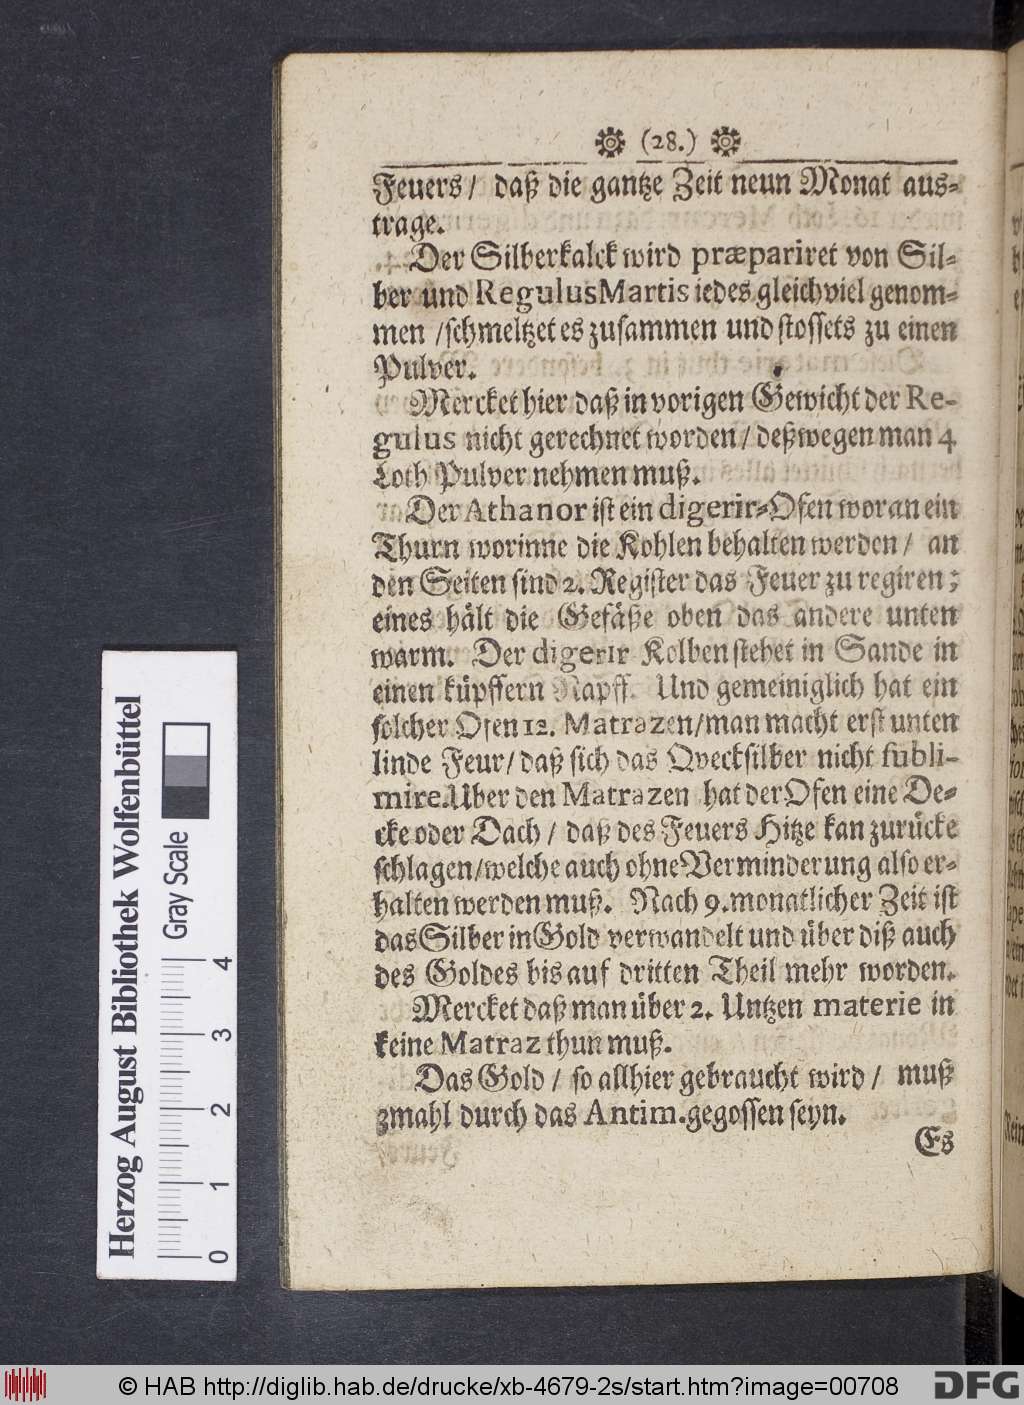 (28.)
Feuers / daß die gantze Zeit neun Monat aus-
trage.
Der Silberkalck wird præpariret von Sil-
ber und Regulus Martis iedes gleich viel genom-
men / schmeltzet es zusammen und stossets zu einen
Pulver.
Mercket hier daß in vorigen Gewicht der Re-
gulus nicht gerechnet worden / deßwegen man 4
Loth Pulver nehmen muß.
Der Athanor ist ein digerir-Ofen woran ein
Thurn worinne die Kohlen behalten werden / an
den Seiten sind 2. Register das Feuer zu regiren;
eines hält die Gefäße oben das andere unten
warm. Der digerir Kolben stehet in Sande in
einen küpffern Napff. Und gemeiniglich hat ein
solcher Ofen 12. Matrazen / man macht erst unten
linde Feur / daß sich das Qvecksilber nicht subli-
mire. Uber den Matrazen hat der Ofen eine De-
cke oder Dach / daß des Feuers Hitze kan zurücke
schlagen / welche auch ohne Verminderung also er-
halten werden muß. Nach 9. monatlicher Zeit ist
das Silber in Gold verwandelt und über diß auch
des Goldes bis auf dritten Theil mehr worden.
Mercket daß man über 2. Untzen materie in
keine Matraz thun muß.
Das Gold / so allhier gebraucht wird / muß
zmahl durch das Antim. gegossen seyn.
Es
Herzog August Bibliothek Wolfenbüttel
Gray Scale
0 1 2 3 4
© HAB http://diglib.hab.de/drucke/xb-4679-2s/start.htm?image=00708
DFG